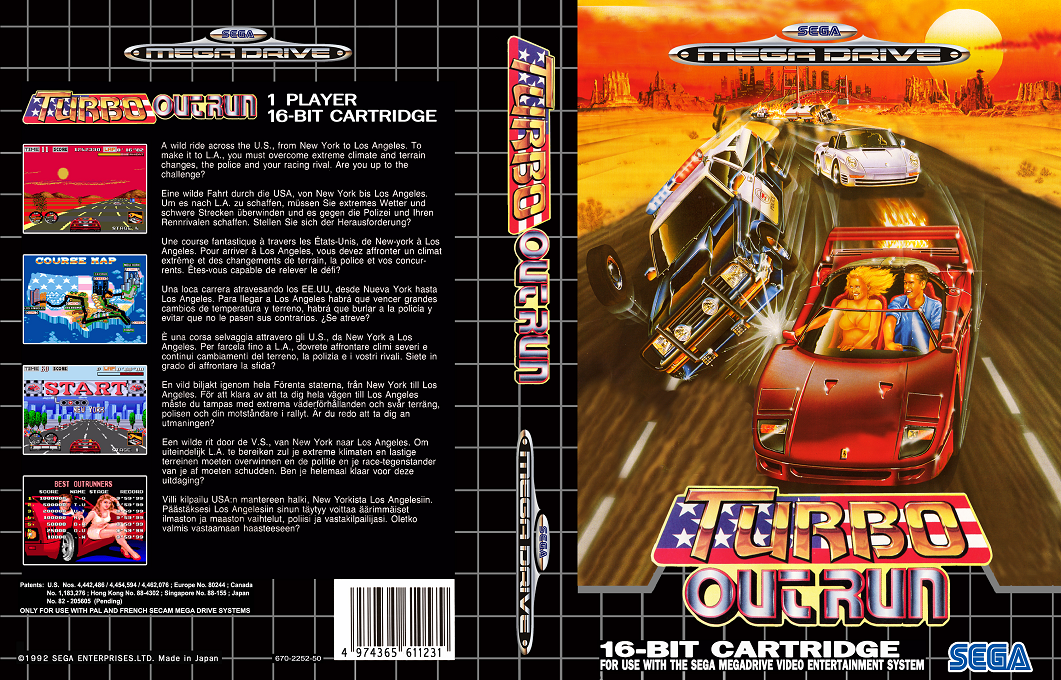 SEGA
MEGA DRIVE
TURBO OUTRUN
1 PLAYER
16-BIT CARTRIDGE
A wild ride across the U.S., from New York to Los Angeles. To
make it to L.A., you must overcome extreme climate and terrain
changes, the police and your racing rival. Are you up to the
challenge?
Eine wilde Fahrt durch die USA, von New York bis Los Angeles.
Um es nach L.A. zu schaffen, müssen Sie extremes Wetter und
schwere Strecken überwinden und es gegen die Polizei und Ihren
Rennrivalen schaffen. Stellen Sie sich der Herausforderung?
Une course fantastique à travers les États-Unis, de New-york à Los
Angeles. Pour arriver à Los Angeles, vous devez affronter un climat
extrême et des changements de terrain, la police et vos concur-
rents. Êtes-vous capable de relever le défi?
Una loca carrera atravesando los EE.UU, desde Nueva York hasta
Los Angeles. Para llegar a Los Angeles habrá que vencer grandes
cambios de temperatura y terreno, habrá que burlar a la policía y
evitar que no le pasen sus contrarios. ¿Se atreve?
È una corsa selvaggia attravero gli U.S., da New York a Los
Angeles. Per farcela fino a L.A., dovrete affrontare climi severi e
continui cambiamenti del terreno, la polizia e i vostri rivali. Siete in
grado di affrontare la sfida?
En vild biljakt igenom hela Förenta staterna, från New York till Los
Angeles. För att klara av att ta dig hela vägen till Los Angeles
måste du tampas med extrema väderförhållanden och svår terräng,
polisen och din motståndare i rallyt. Är du redo att ta dig an
utmaningen?
Een wilde rit door de V.S., van New York naar Los Angeles. Om
uiteindelijk L.A. te bereiken zul je extreme klimaten en lastige
terreinen moeten overwinnen en de politie en je race-tegenstander
van je af moeten schudden. Ben je helemaal klaar voor deze
uitdaging?
Villi kilpailu USA:n mantereen halki, New Yorkista Los Angelesiin.
Päästäksesi Los Angelesiin sinun täytyy voittaa äärimmäiset
ilmaston ja maaston vaihtelut, poliisi ja vastakilpailijasi. Oletko
valmis vastaamaan haasteeseen?
TIME 11 SCORE
STAGE
COURSE MAP
TIME 80 SCORE
START
NEW YORK
STAGE
BEST OUTRUNNERS
SCORE NAME STAGE RECORD
Patents: U.S. Nos. 4,442,486 / 4,454,594 / 4,462,076 ; Europe No. 80244 ; Canada
No. 1,183,276 ; Hong Kong No. 88-4302 ; Singapore No. 88-155 ; Japan
No. 82 - 205605 (Pending)
ONLY FOR USE WITH PAL AND FRENCH SECAM MEGA DRIVE SYSTEMS
©1992 SEGA ENTERPRISES.LTD. Made in Japan
670-2252-50
4 974365 611231
TURBO OUTRUN
MEGA DRIVE
SEGA
SEGA
MEGA DRIVE
TURBO
OUTRUN
16-BIT CARTRIDGE
FOR USE WITH THE SEGA MEGADRIVE VIDEO ENTERTAINMENT SYSTEM
SEGA